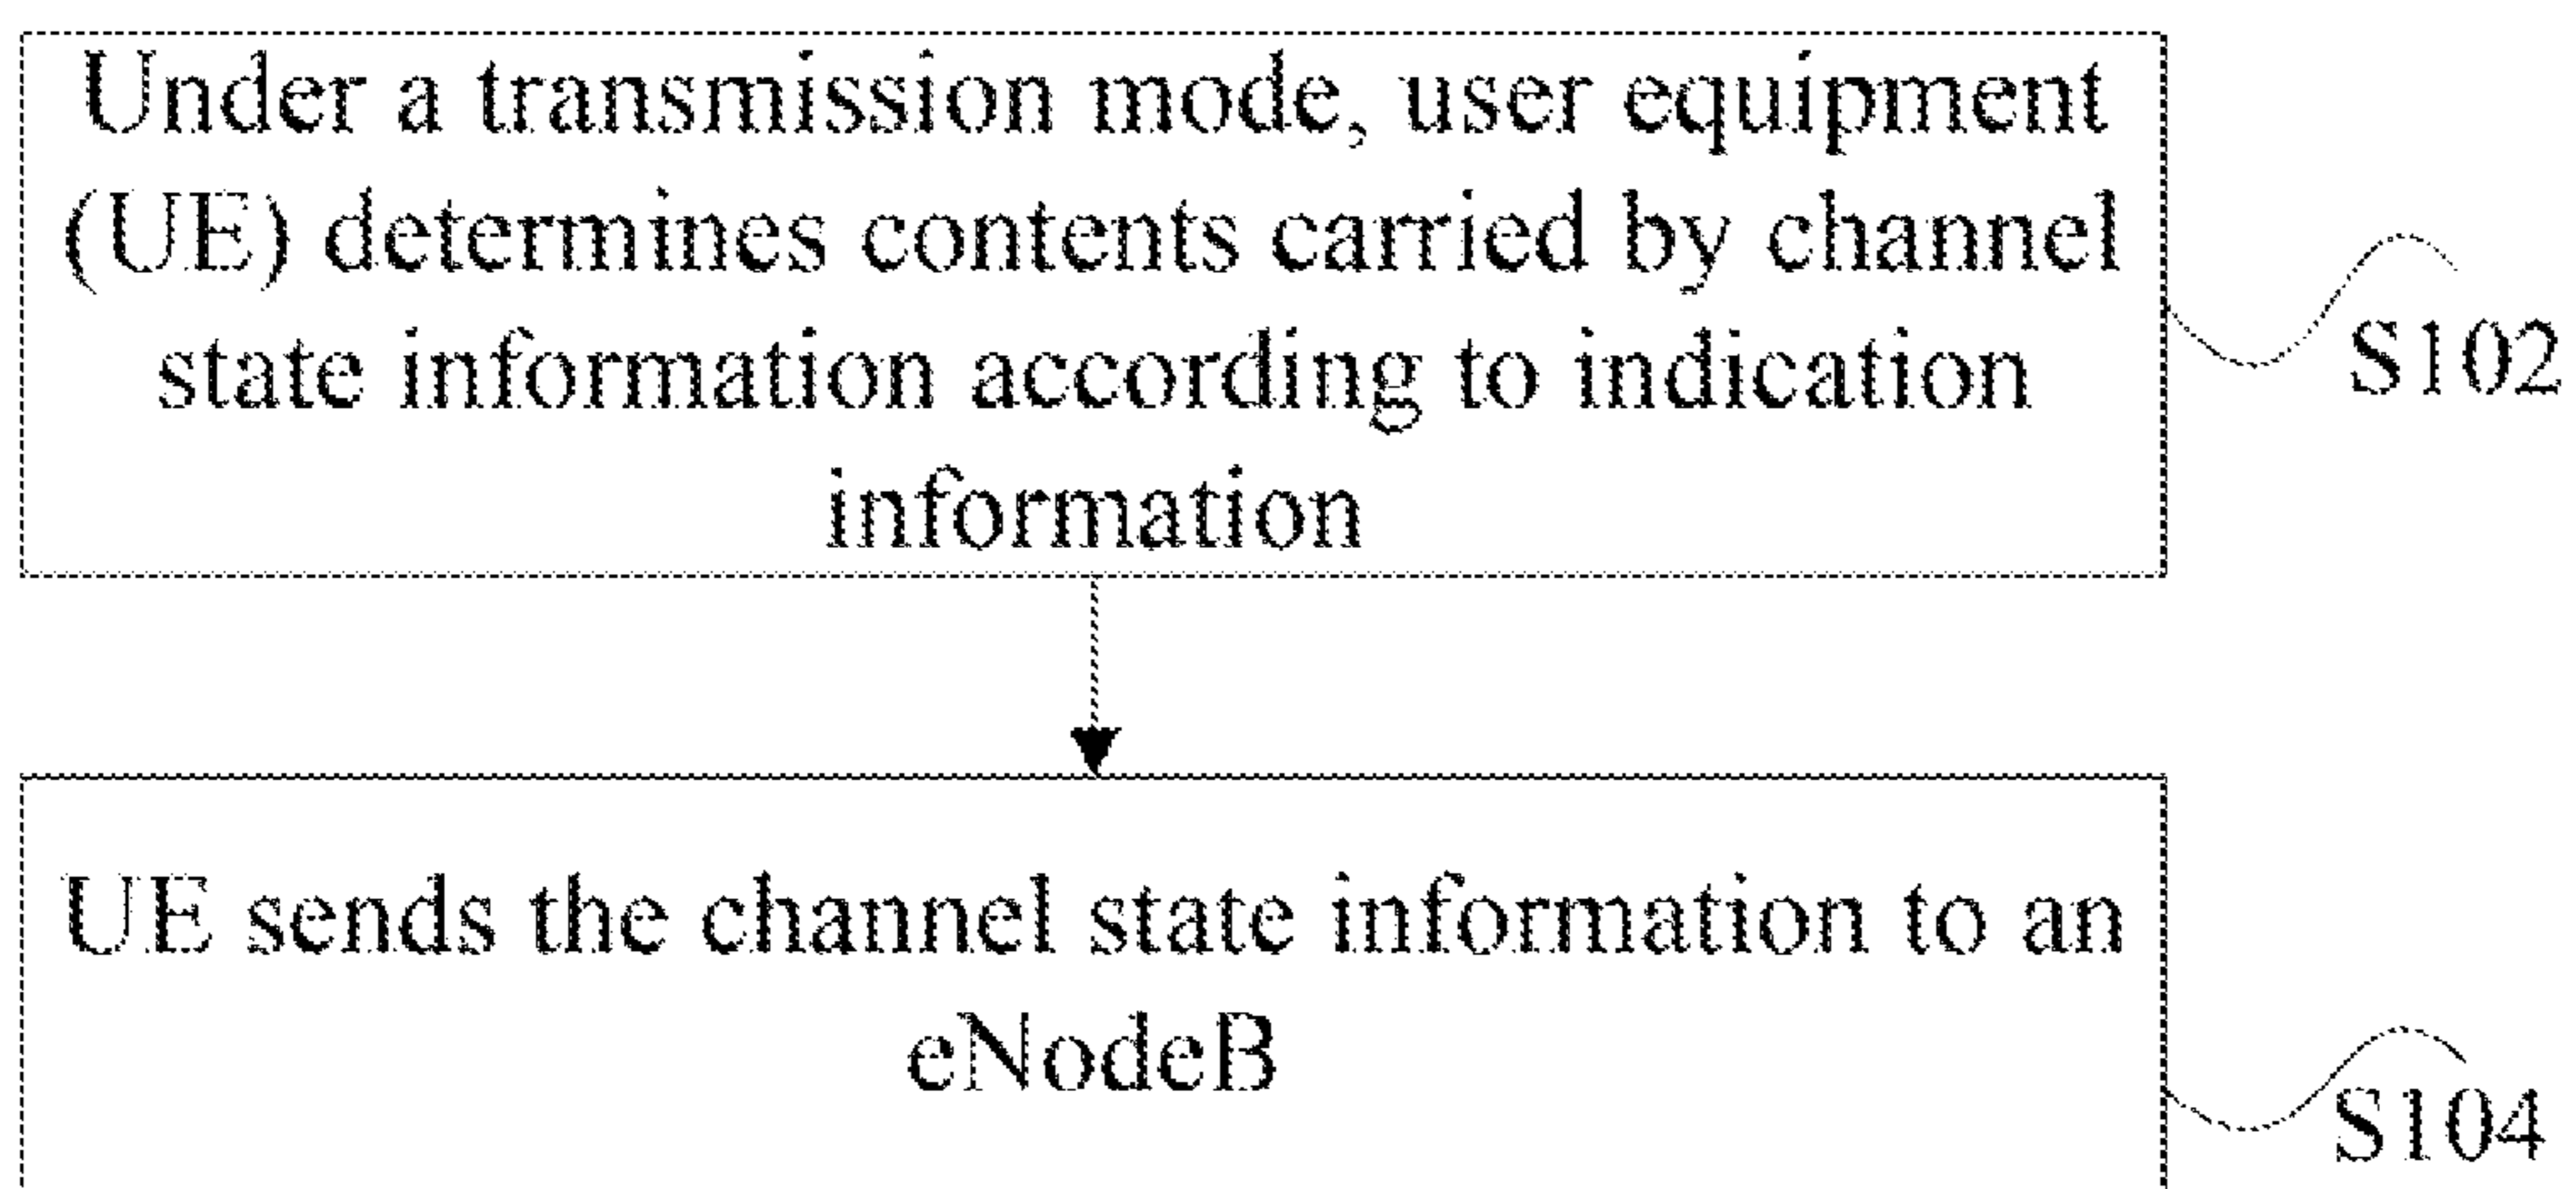 Under a transmission mode, user equipment
(UE) determines contents carried by channel
state information according to indication
information
S102
UE sends the channel state information to an
eNodeB
S104